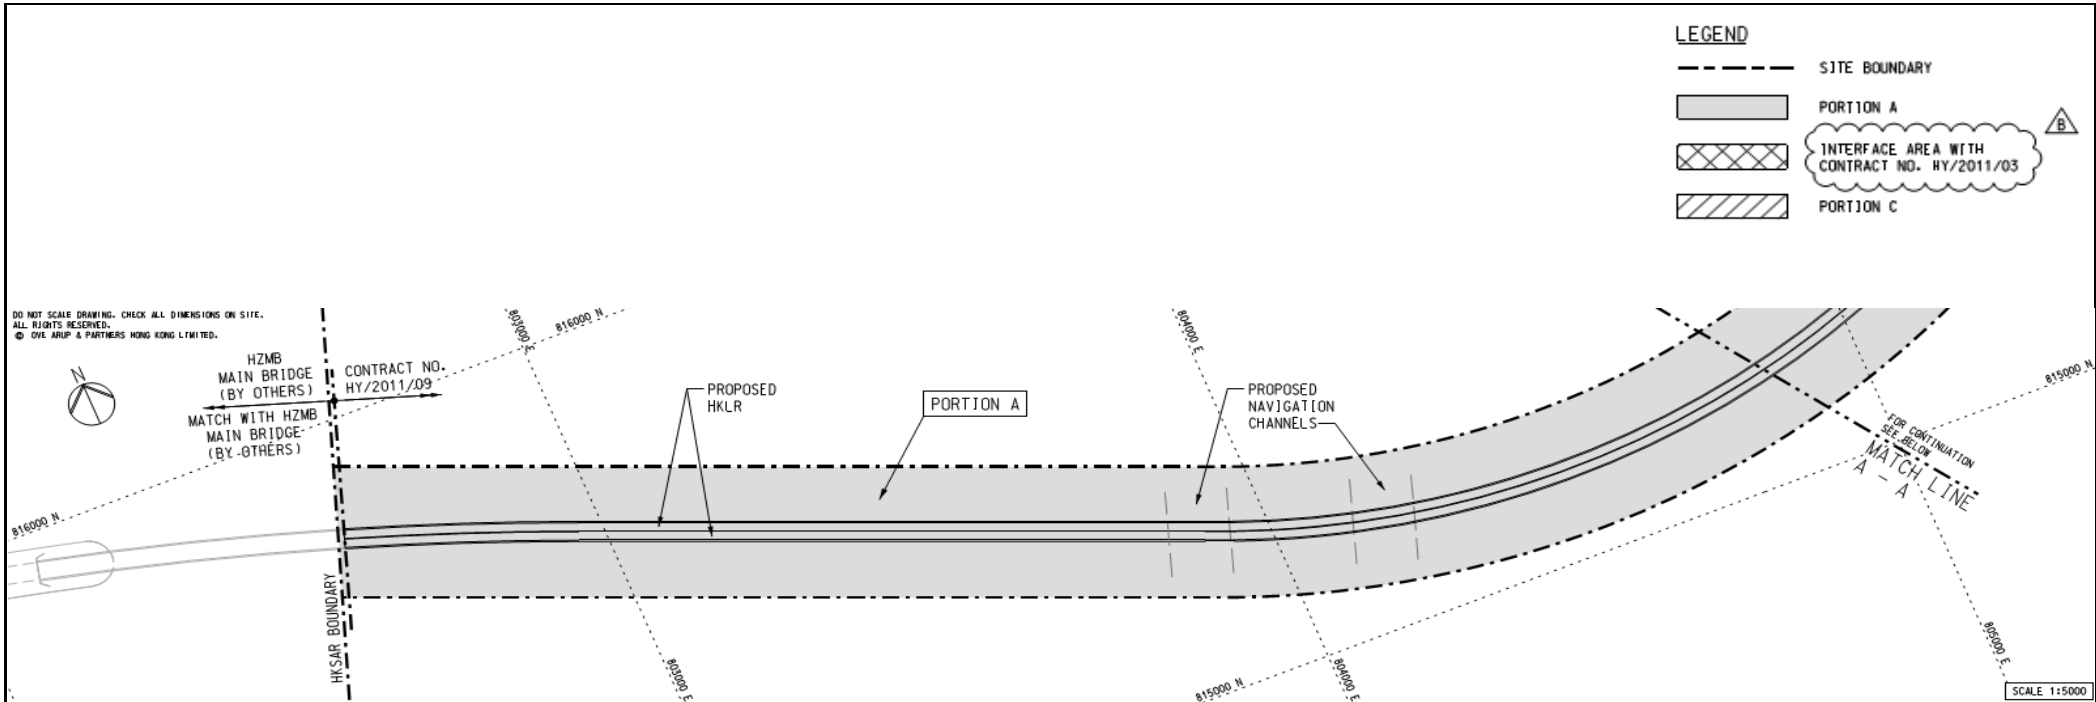 LEGEND
SITE BOUNDARY
PORTION A
B
INTERFACE AREA WITH
CONTRACT NO. HY/2011/03
PORTION C
DO NOT SCALE DRAWING. CHECK ALL DIMENSIONS ON SITE.
ALL RIGHTS RESERVED.
© OVE ARUP & PARTNERS HONG KONG LIMITED.
N
HZMB
MAIN BRIDGE
(BY OTHERS)
CONTRACT NO.
HY/2011/09
MATCH WITH HZMB
MAIN BRIDGE
(BY OTHERS)
803000 E
816000 N
804000 E
PROPOSED
HKLR
PORTION A
PROPOSED
NAVIGATION
CHANNELS
815000 N
FOR CONTINUATION
SEE BELOW
MATCH LINE
A - A
816000 N
HKSAR BOUNDARY
803000 E
815000 N
804000 E
805000 E
SCALE 1:5000